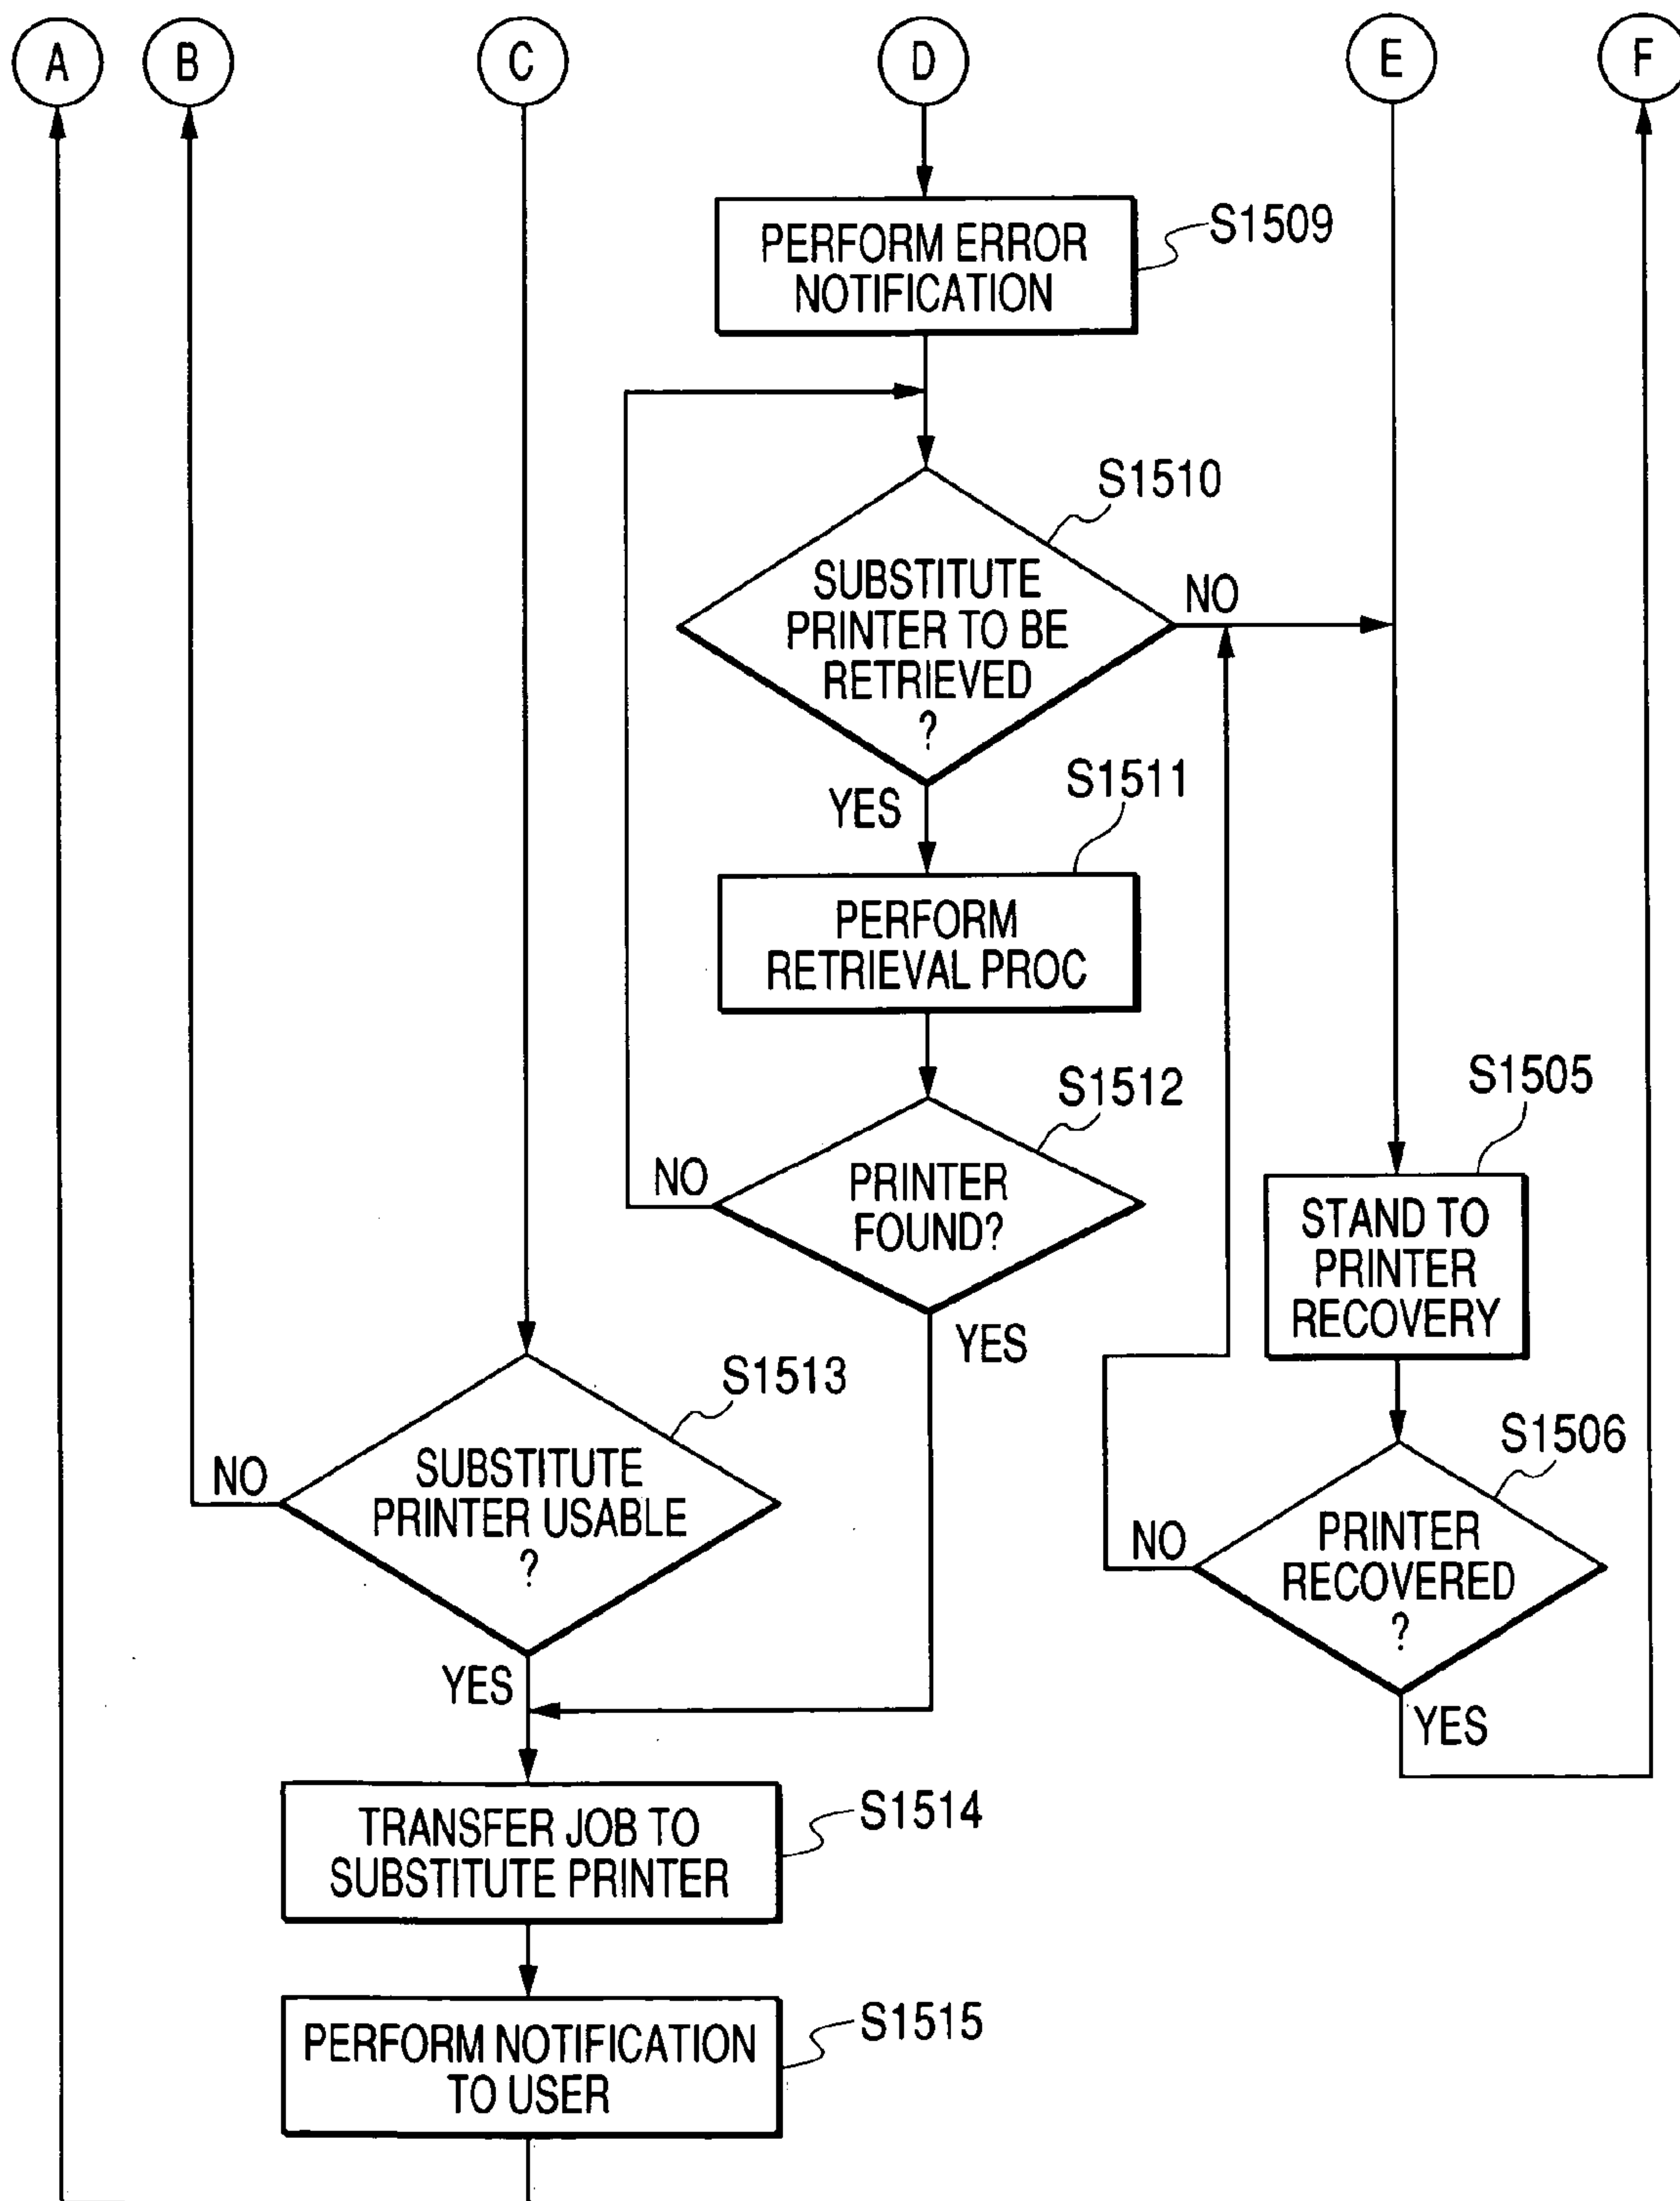 A
B
C
D
E
F
PERFORM ERROR
NOTIFICATION
S1509
S1510
SUBSTITUTE
PRINTER TO BE
RETRIEVED
?
NO
YES
S1511
PERFORM
RETRIEVAL PROC
S1512
NO
PRINTER
FOUND?
YES
S1505
STAND TO
PRINTER
RECOVERY
S1513
NO
SUBSTITUTE
PRINTER USABLE
?
YES
S1506
NO
PRINTER
RECOVERED
?
YES
TRANSFER JOB TO
SUBSTITUTE PRINTER
S1514
PERFORM NOTIFICATION
TO USER
S1515